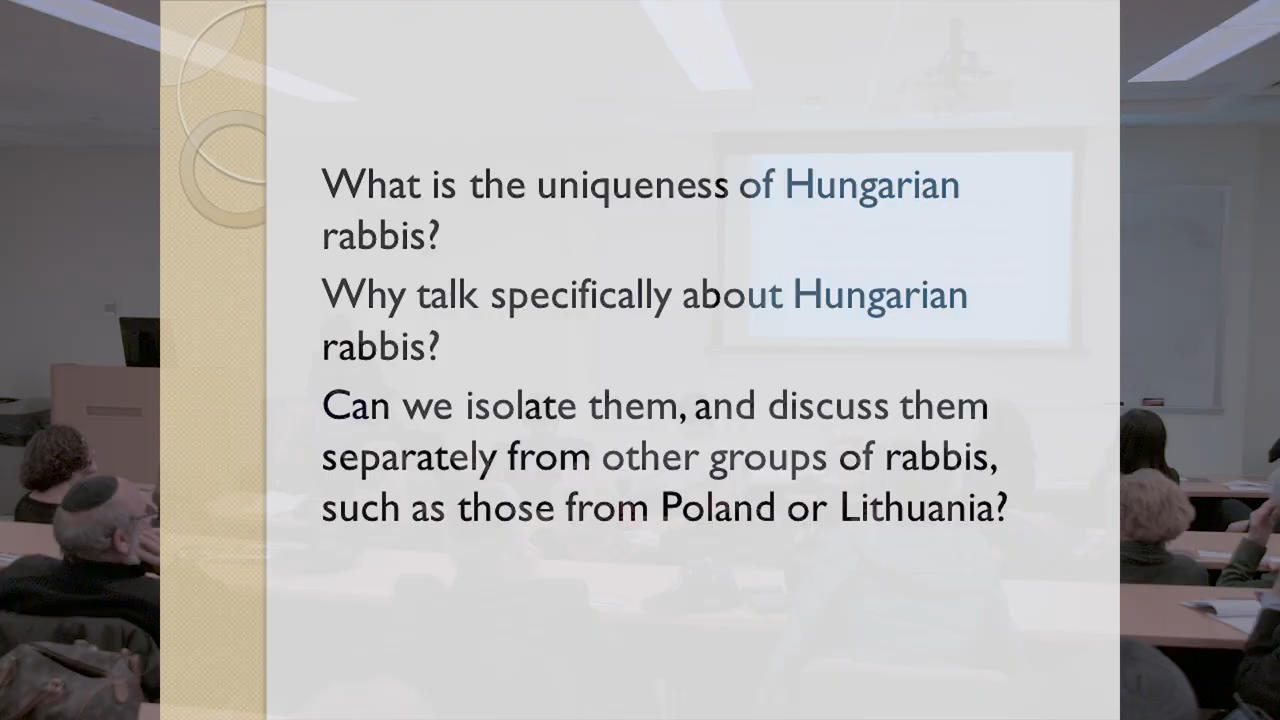 What is the uniqueness of Hungarian
rabbis?
Why talk specifically about Hungarian
rabbis?
Can we isolate them, and discuss them
separately from other groups of rabbis,
such as those from Poland or Lithuania?